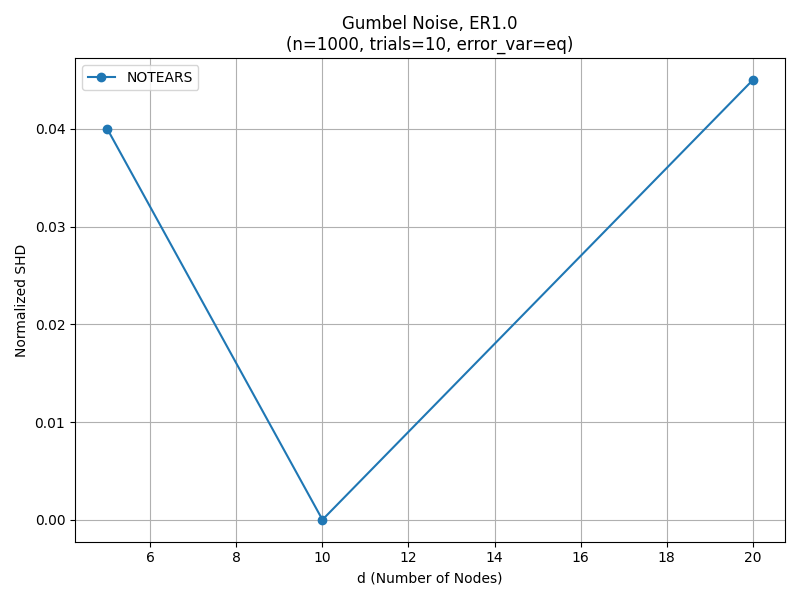 Gumbel Noise, ER1.0
(n=1000, trials=10, error_var=eq)
NOTEARS
Normalized SHD
0.04
0.03
0.02
0.01
0.00
6 8 10 12 14 16 18 20
d (Number of Nodes)